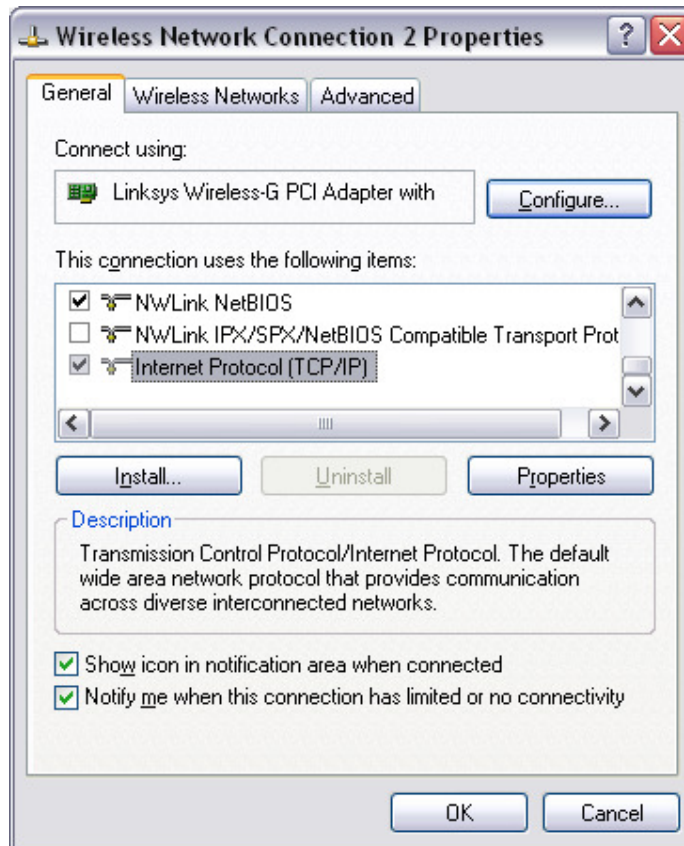 Wireless Network Connection 2 Properties
General
Wireless Networks
Advanced
Connect using:
Linksys Wireless-G PCI Adapter with
Configure...
This connection uses the following items:
NWLink NetBIOS
NWLink IPX/SPX/NetBIOS Compatible Transport Prot
Internet Protocol (TCP/IP)
Install...
Uninstall
Properties
Description
Transmission Control Protocol/Internet Protocol. The default
wide area network protocol that provides communication
across diverse interconnected networks.
Show icon in notification area when connected
Notify me when this connection has limited or no connectivity
OK
Cancel